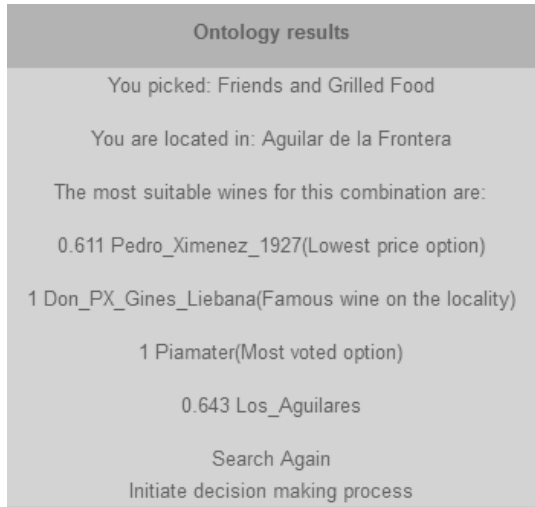 Ontology results
You picked: Friends and Grilled Food
You are located in: Aguilar de la Frontera
The most suitable wines for this combination are:
0.611 Pedro_Ximenez_1927(Lowest price option)
1 Don_PX_Gines_Liebana(Famous wine on the locality)
1 Piamater(Most voted option)
0.643 Los_Aguilares
Search Again
Initiate decision making process